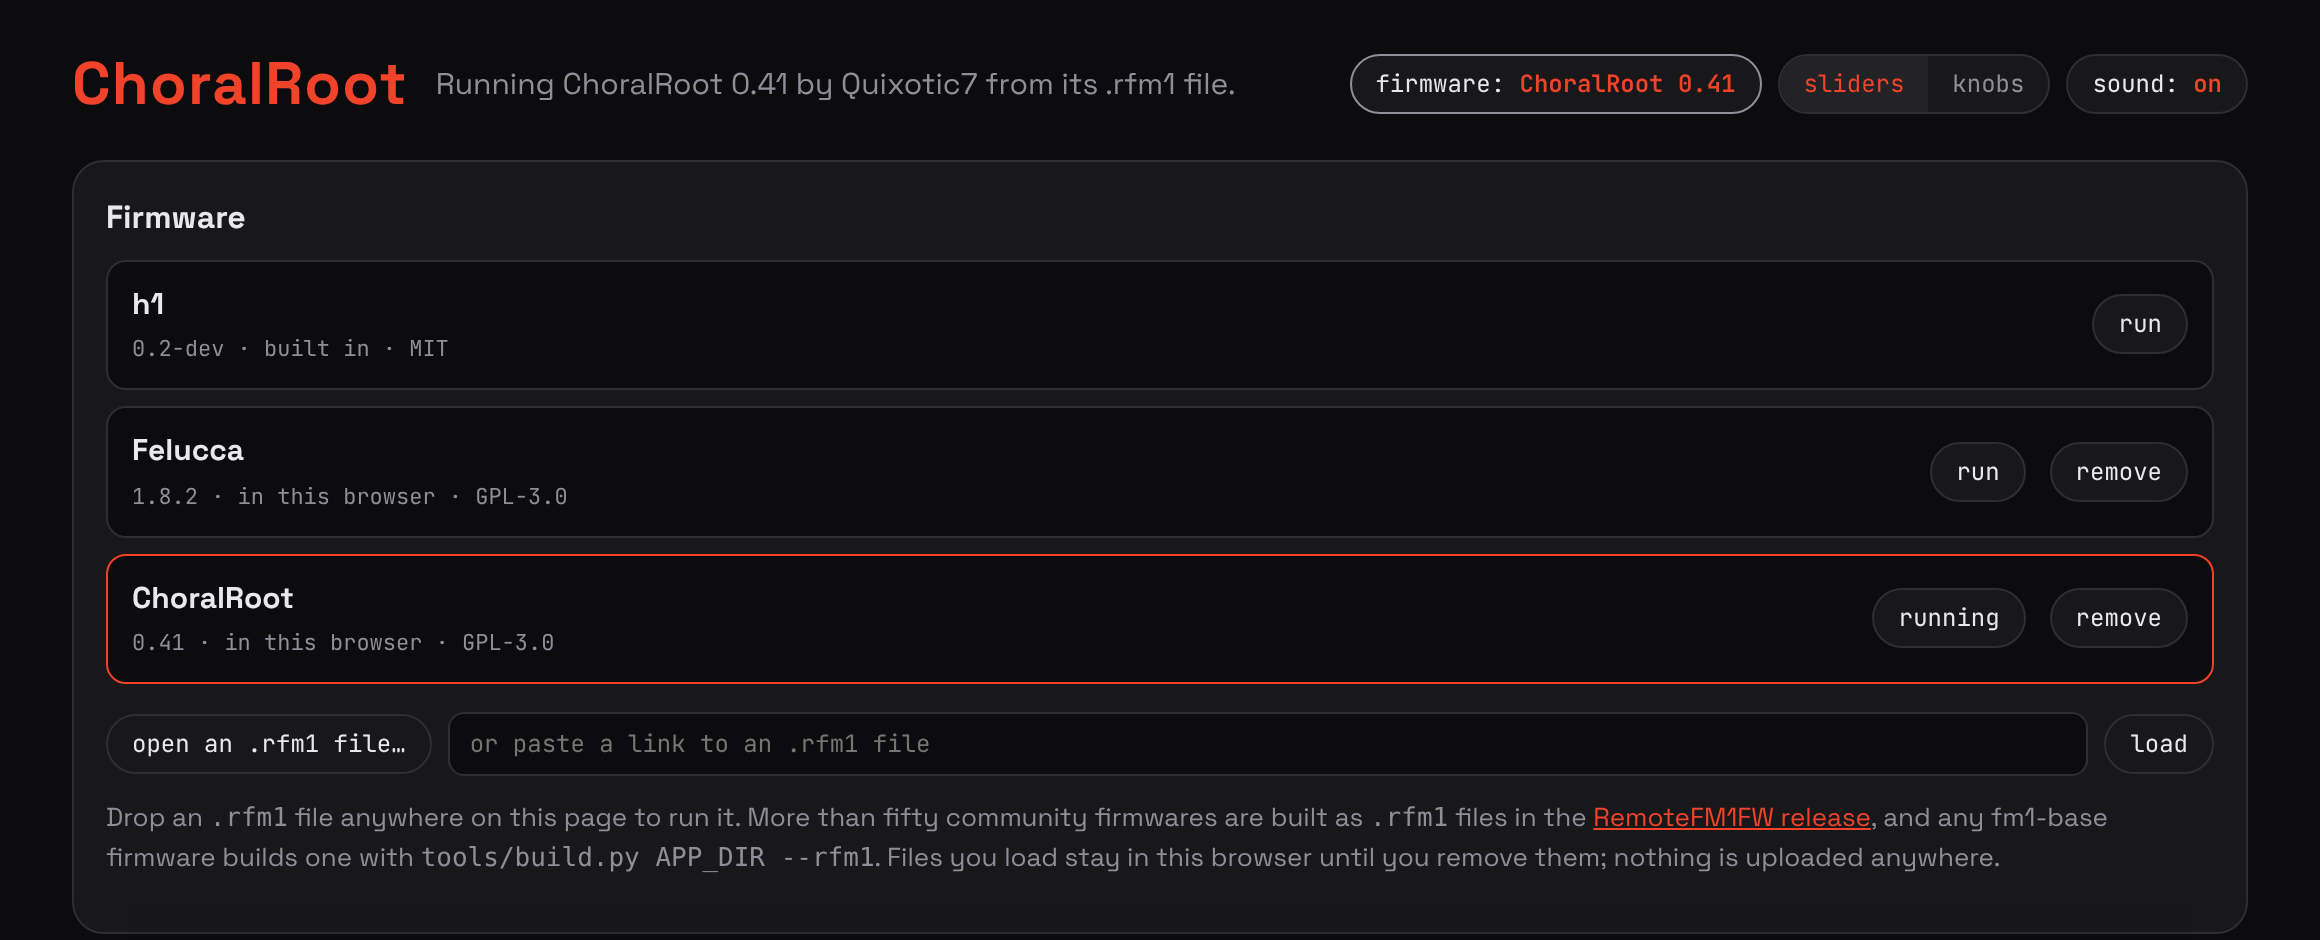 ChoralRoot Running ChoralRoot 0.41 by Quixotic7 from its .rfm1 file. firmware: ChoralRoot 0.41 sliders knobs sound: on
Firmware
h1
0.2-dev · built in · MIT
run
Felucca
1.8.2 · in this browser · GPL-3.0
run remove
ChoralRoot
0.41 · in this browser · GPL-3.0
running remove
open an .rfm1 file… or paste a link to an .rfm1 file load
Drop an .rfm1 file anywhere on this page to run it. More than fifty community firmwares are built as .rfm1 files in the RemoteFM1FW release, and any fm1-base
firmware builds one with tools/build.py APP_DIR --rfm1. Files you load stay in this browser until you remove them; nothing is uploaded anywhere.